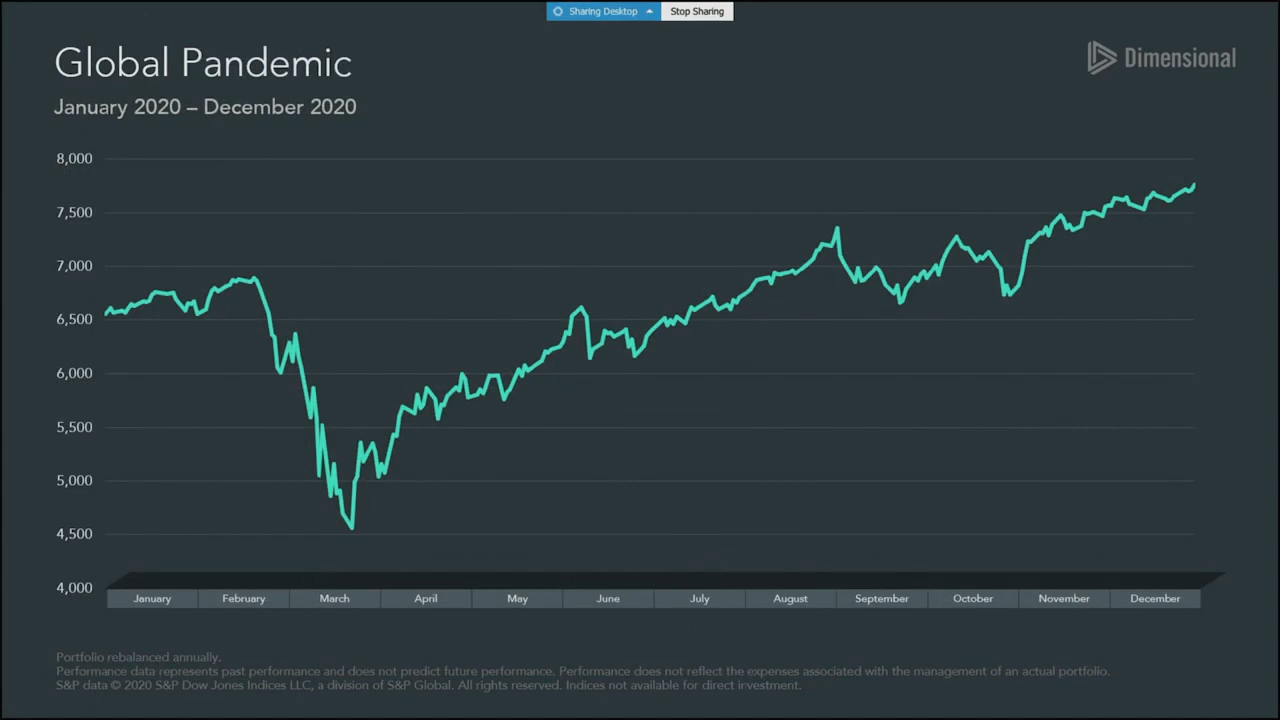 Sharing Desktop Stop Sharing
Global Pandemic
Dimensional
January 2020 – December 2020
8,000
7,500
7,000
6,500
6,000
5,500
5,000
4,500
4,000
January February March April May June July August September October November December
Portfolio rebalanced annually.
Performance data represents past performance and does not predict future performance. Performance does not reflect the expenses associated with the management of an actual portfolio.
S&P data © 2020 S&P Dow Jones Indices LLC, a division of S&P Global. All rights reserved. Indices not available for direct investment.